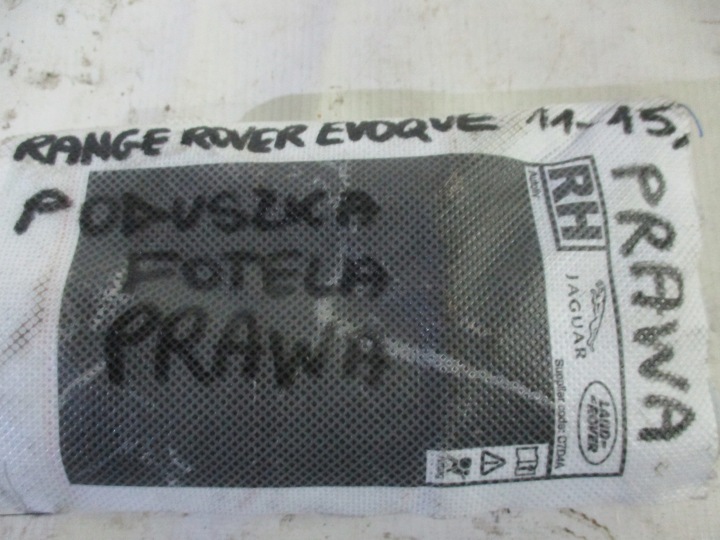 RANGE ROVER EVOQUE 11-15,
PODUSZKA
FOTELA
PRAWA
PRAWA
RH
JAGUAR
LAND-
ROVER